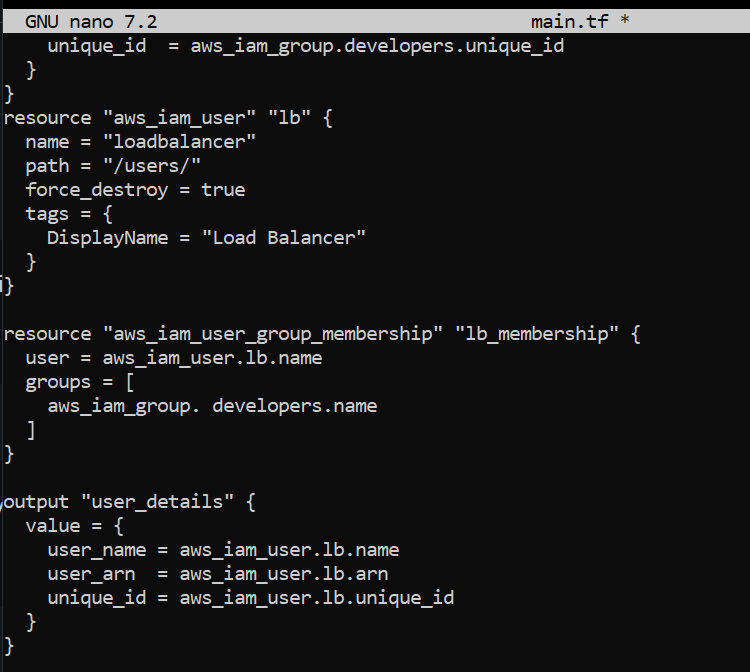 GNU nano 7.2 main.tf *
    unique_id  = aws_iam_group.developers.unique_id
  }
}
resource "aws_iam_user" "lb" {
  name = "loadbalancer"
  path = "/users/"
  force_destroy = true
  tags = {
    DisplayName = "Load Balancer"
  }
}

resource "aws_iam_user_group_membership" "lb_membership" {
  user = aws_iam_user.lb.name
  groups = [
    aws_iam_group. developers.name
  ]
}

output "user_details" {
  value = {
    user_name = aws_iam_user.lb.name
    user_arn  = aws_iam_user.lb.arn
    unique_id = aws_iam_user.lb.unique_id
  }
}